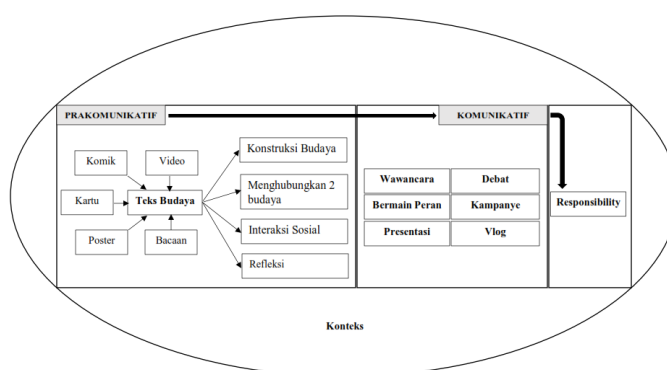 PRAKOMUNIKATIF
KOMUNIKATIF
Komik
Video
Kartu
Teks Budaya
Poster
Bacaan
Konstruksi Budaya
Menghubungkan 2
budaya
Interaksi Sosial
Refleksi
Wawancara
Debat
Bermain Peran
Kampanye
Presentasi
Vlog
Responsibility
Konteks